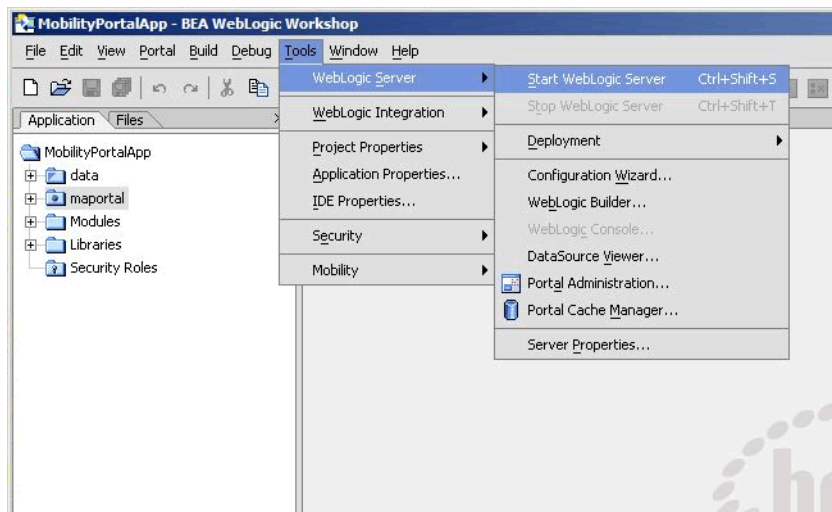 MobilityPortalApp - BEA WebLogic Workshop
File Edit View Portal Build Debug Tools Window Help
Application Files
MobilityPortalApp
data
maportal
Modules
Libraries
Security Roles
WebLogic Server
WebLogic Integration
Project Properties
Application Properties...
IDE Properties...
Security
Mobility
Start WebLogic Server Ctrl+Shift+S
Stop WebLogic Server Ctrl+Shift+T
Deployment
Configuration Wizard...
WebLogic Builder...
WebLogic Console...
DataSource Viewer...
Portal Administration...
Portal Cache Manager...
Server Properties...